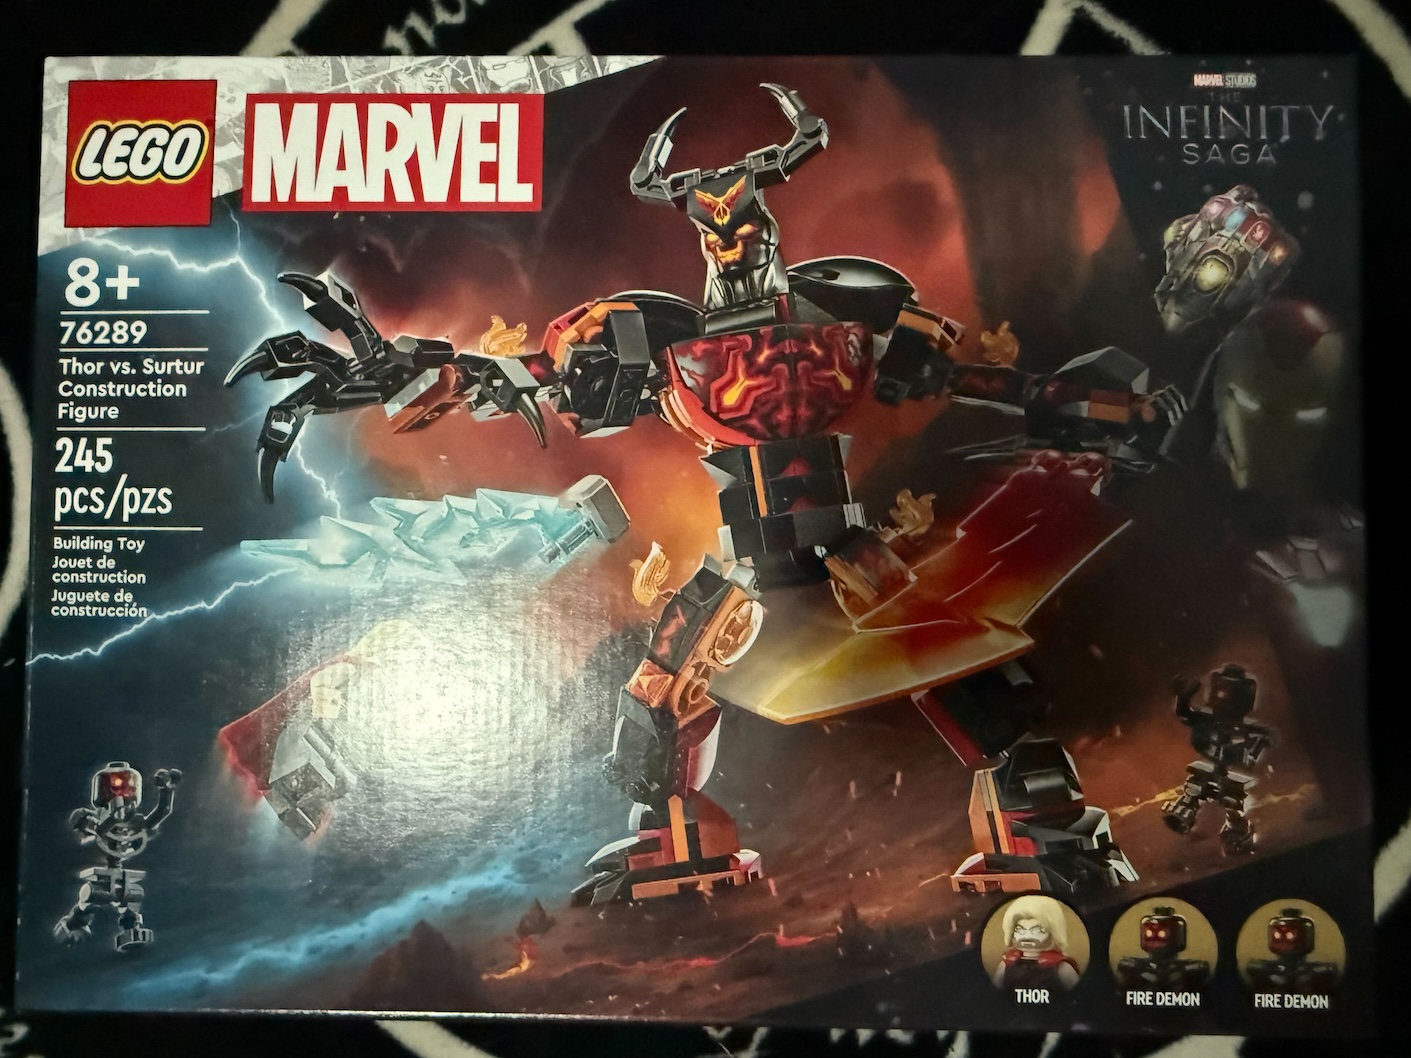 LEGO
MARVEL
MARVEL STUDIOS
THE
INFINITY
SAGA
8+
76289
Thor vs. Surtur
Construction
Figure
245
pcs/pzs
Building Toy
Jouet de
construction
Juguete de
construcción
THOR
FIRE DEMON
FIRE DEMON